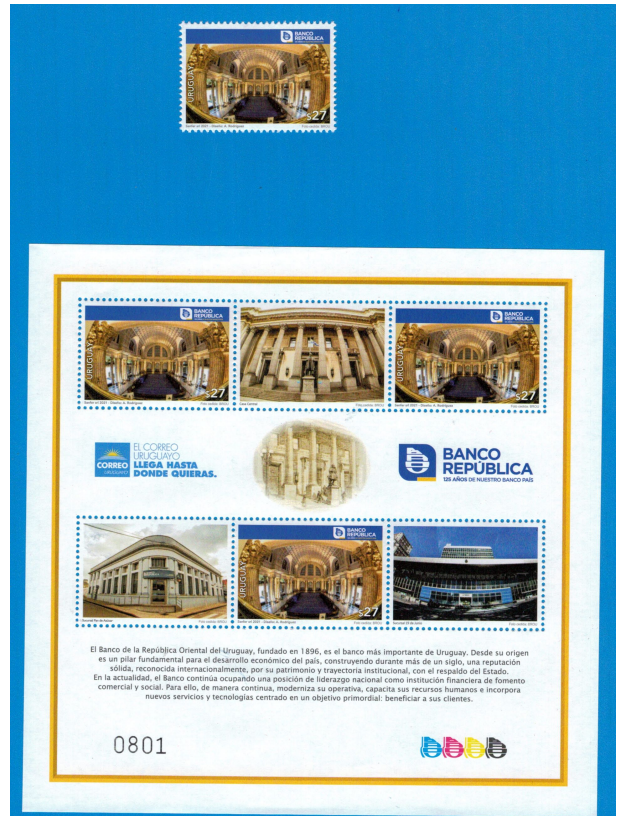 BANCO
REPÚBLICA
URUGUAY
$27
BANCO
REPÚBLICA
URUGUAY
$27
Casa Central
BANCO
REPÚBLICA
URUGUAY
$27
CORREO
URUGUAYO
EL CORREO
URUGUAYO
LLEGA HASTA
DONDE QUIERAS.
BANCO
REPÚBLICA
125 AÑOS DE NUESTRO BANCO PAÍS
BANCO
REPÚBLICA
URUGUAY
$27
El Banco de la República Oriental del Uruguay, fundado en 1896, es el banco más importante de Uruguay. Desde su origen
es un pilar fundamental para el desarrollo económico del país, construyendo durante más de un siglo, una reputación
sólida, reconocida internacionalmente, por su patrimonio y trayectoria institucional, con el respaldo del Estado.
En la actualidad, el Banco continúa ocupando una posición de liderazgo nacional como institución financiera de fomento
comercial y social. Para ello, de manera continua, moderniza su operativa, capacita sus recursos humanos e incorpora
nuevos servicios y tecnologías centrado en un objetivo primordial: beneficiar a sus clientes.
0801